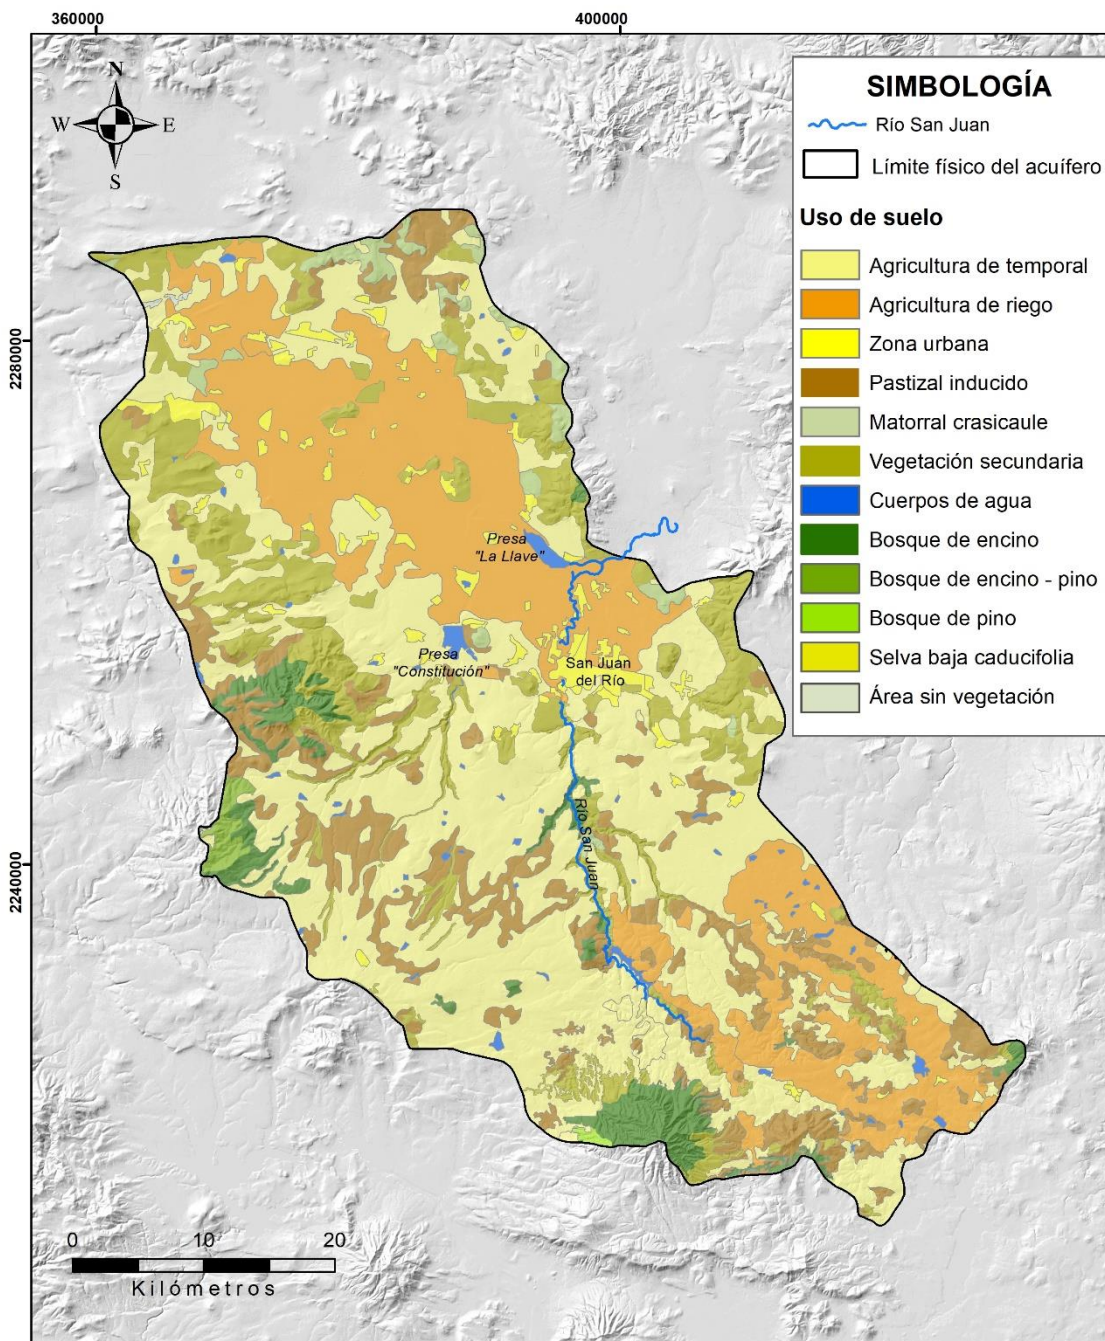 360000
400000
N
W
E
S
2280000
2240000
SIMBOLOGÍA
Río San Juan
Límite físico del acuífero
Uso de suelo
Agricultura de temporal
Agricultura de riego
Zona urbana
Pastizal inducido
Matorral crasicaule
Vegetación secundaria
Cuerpos de agua
Bosque de encino
Bosque de encino - pino
Bosque de pino
Selva baja caducifolia
Área sin vegetación
Presa
"La Llave"
Presa
"Constitución"
San Juan
del Río
Río San Juan
0
10
20
Kilómetros